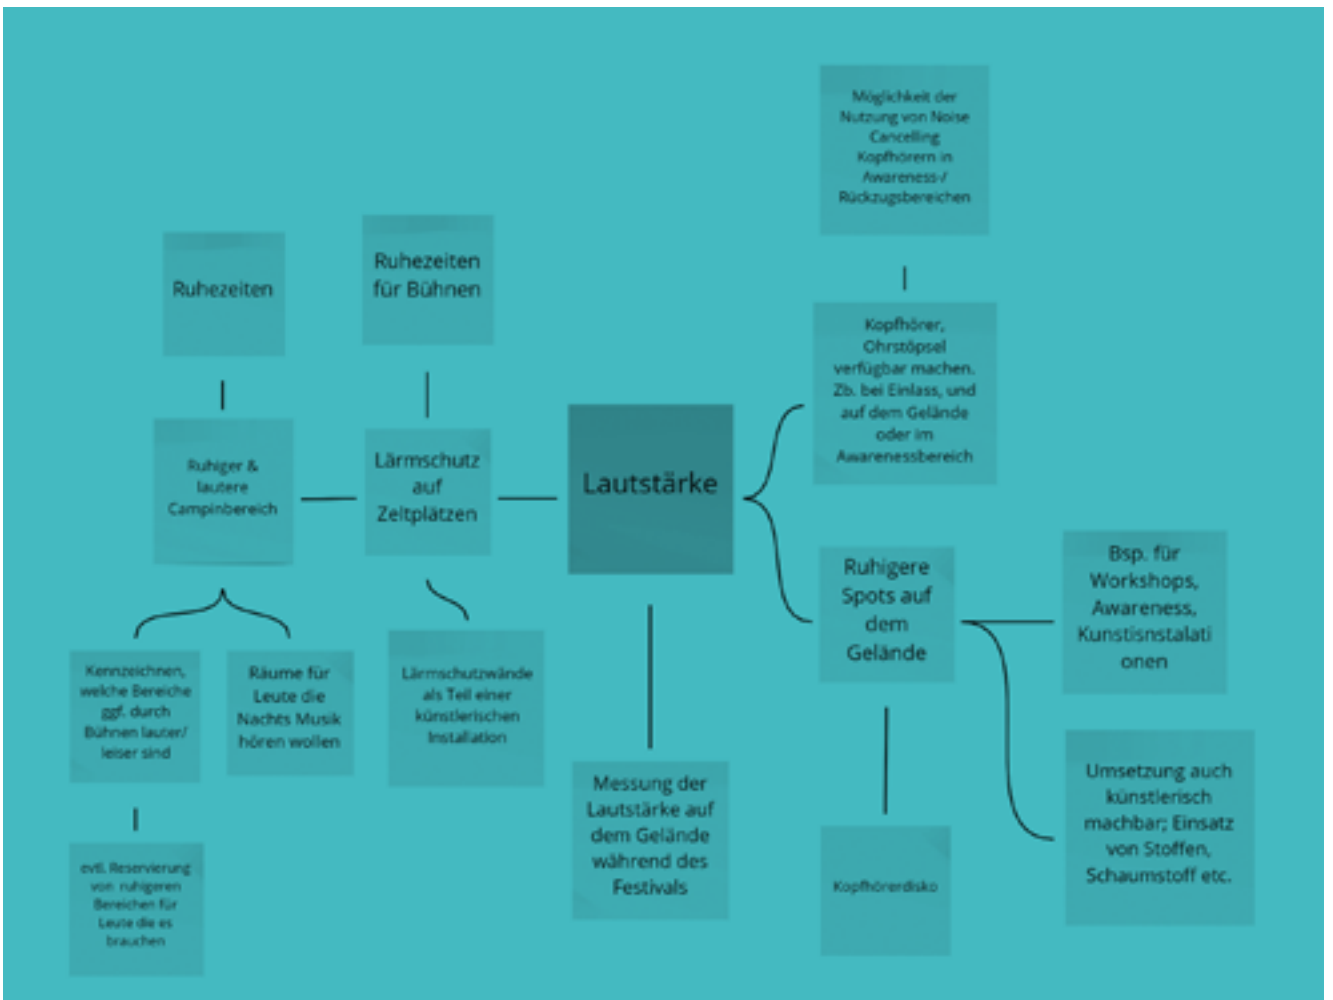 Möglichkeit der
Nutzung von Noise
Cancelling
Kopfhörern in
Awareness-/
Rückzugsbereichen
Ruhezeiten
Ruhezeiten
für Bühnen
Kopfhörer,
Ohrstöpsel
verfügbar machen.
Zb. bei Einlass, und
auf dem Gelände
oder im
Awarenessbereich
Ruhiger &
lautere
Campinbereich
Lärmschutz
auf
Zeltplätzen
Lautstärke
Ruhigere
Spots auf
dem
Gelände
Bsp. für
Workshops,
Awareness,
Kunstisnstalati
onen
Kennzeichnen,
welche Bereiche
ggf. durch
Bühnen lauter/
leiser sind
Räume für
Leute die
Nachts Musik
hören wollen
Lärmschutzwände
als Teil einer
künstlerischen
Installation
Messung der
Lautstärke auf
dem Gelände
während des
Festivals
Umsetzung auch
künstlerisch
machbar; Einsatz
von Stoffen,
Schaumstoff etc.
evtl. Reservierung
von ruhigeren
Bereichen für
Leute die es
brauchen
Kopfhörerdisko